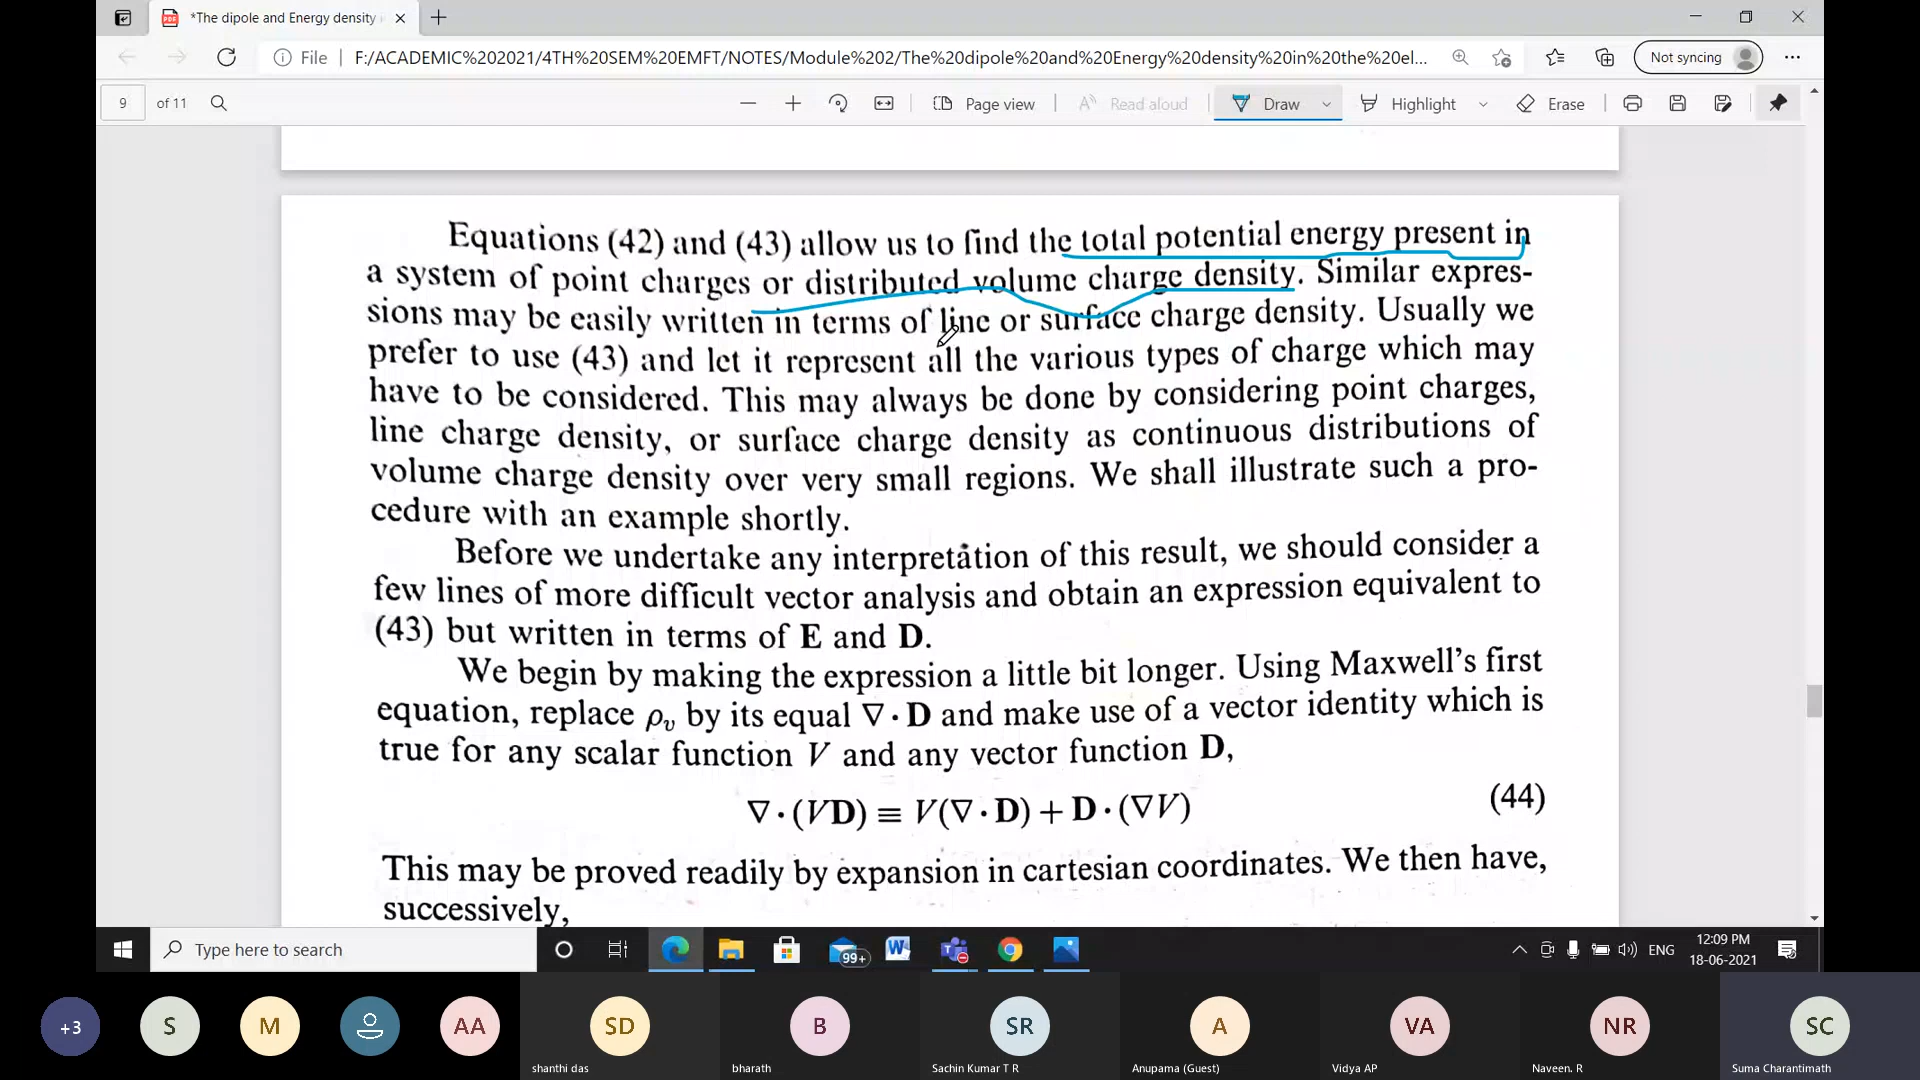 *The dipole and Energy density i
File
F:/ACADEMIC%202021/4TH%20SEM%20EMFT/NOTES/Module%202/The%20dipole%20and%20Energy%20density%20in%20the%20el...
Not syncing
9 of 11
Page view
Read aloud
Draw
Highlight
Erase
Equations (42) and (43) allow us to find the total potential energy present in
a system of point charges or distributed volume charge density. Similar expres-
sions may be easily written in terms of line or surface charge density. Usually we
prefer to use (43) and let it represent all the various types of charge which may
have to be considered. This may always be done by considering point charges,
line charge density, or surface charge density as continuous distributions of
volume charge density over very small regions. We shall illustrate such a pro-
cedure with an example shortly.
Before we undertake any interpretation of this result, we should consider a
few lines of more difficult vector analysis and obtain an expression equivalent to
(43) but written in terms of E and D.
We begin by making the expression a little bit longer. Using Maxwell's first
equation, replace ρᵥ by its equal ∇ · D and make use of a vector identity which is
true for any scalar function V and any vector function D,
∇ · (VD) ≡ V(∇ · D) + D · (∇V) (44)
This may be proved readily by expansion in cartesian coordinates. We then have,
successively,
Type here to search
99+
ENG
12:09 PM
18-06-2021
+3
S
M
AA
SD
B
SR
A
VA
NR
SC
shanthi das
bharath
Sachin Kumar T R
Anupama (Guest)
Vidya AP
Naveen. R
Suma Charantimath